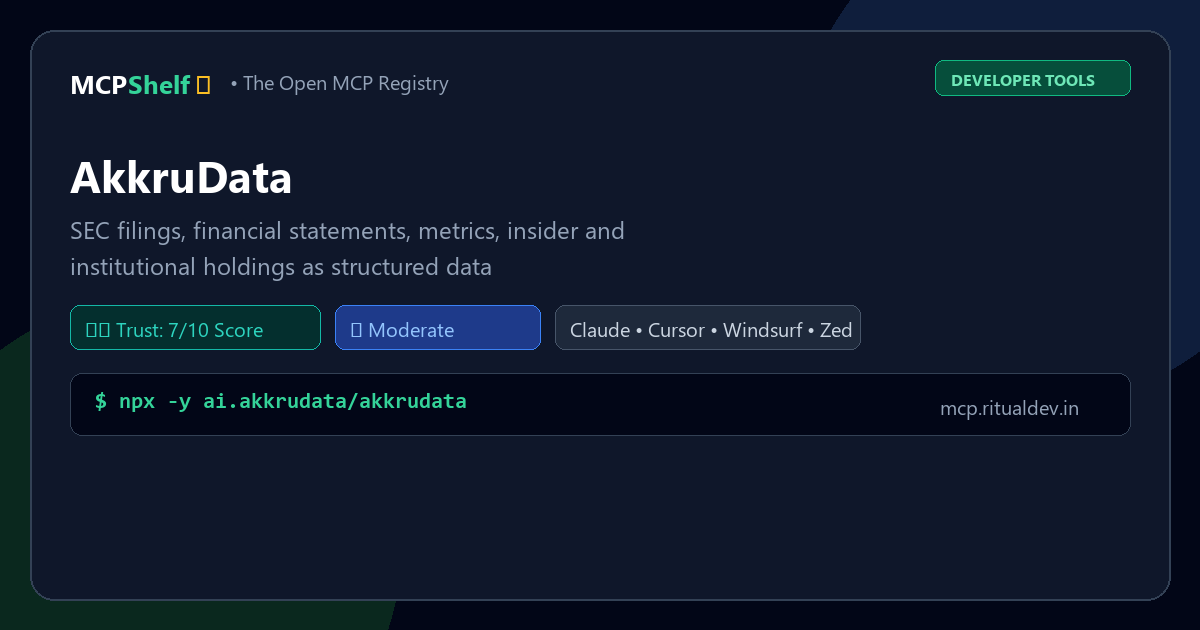 MCPShelf • The Open MCP Registry
DEVELOPER TOOLS
AkkruData
SEC filings, financial statements, metrics, insider and
institutional holdings as structured data
Trust: 7/10 Score
Moderate
Claude • Cursor • Windsurf • Zed
$ npx -y ai.akkrudata/akkrudata
mcp.ritualdev.in